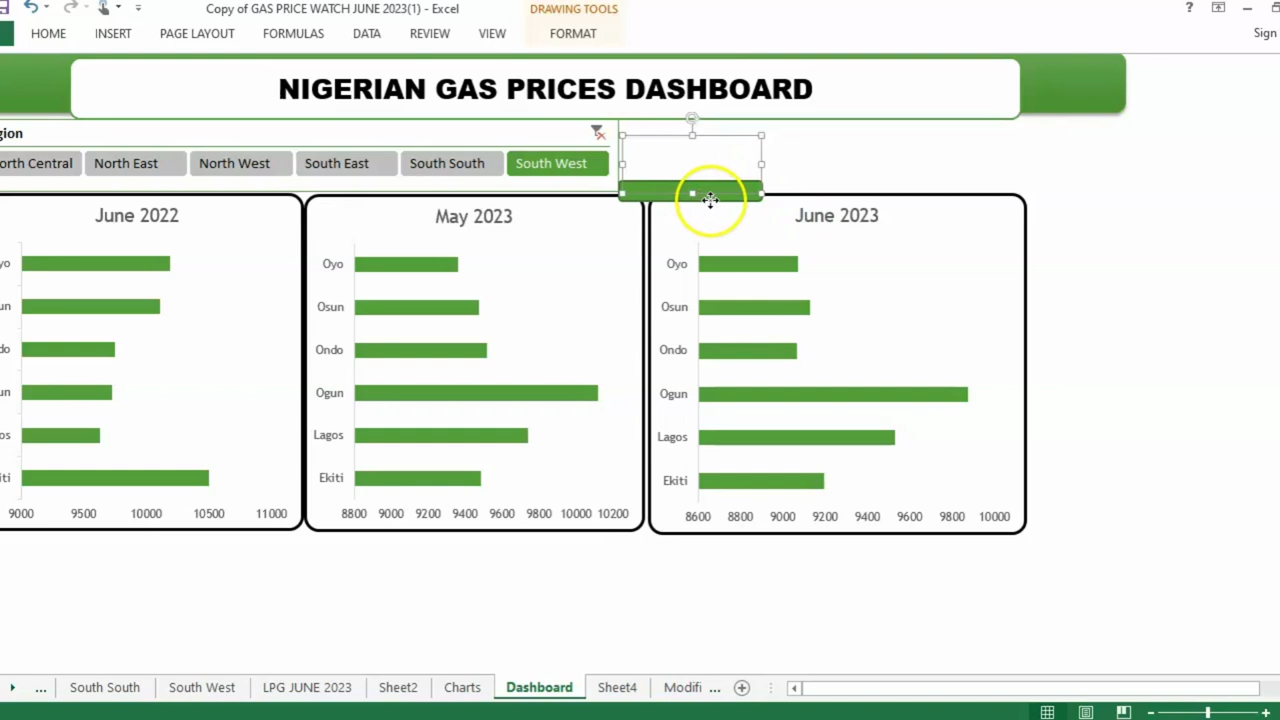 Copy of GAS PRICE WATCH JUNE 2023(1) - Excel
DRAWING TOOLS
?
HOME INSERT PAGE LAYOUT FORMULAS DATA REVIEW VIEW FORMAT Sign
NIGERIAN GAS PRICES DASHBOARD
gion
orth Central North East North West South East South South South West
June 2022
yo
un
do
un
os
iti
9000 9500 10000 10500 11000
May 2023
Oyo
Osun
Ondo
Ogun
Lagos
Ekiti
8800 9000 9200 9400 9600 9800 10000 10200
June 2023
Oyo
Osun
Ondo
Ogun
Lagos
Ekiti
8600 8800 9000 9200 9400 9600 9800 10000
... South South South West LPG JUNE 2023 Sheet2 Charts Dashboard Sheet4 Modifi ...